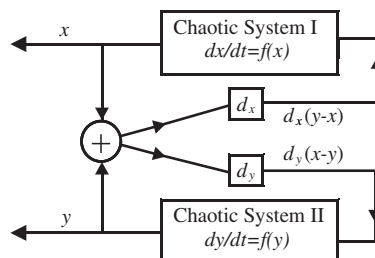 x
Chaotic System I
dx/dt=f(x)
d_x
d_x(y-x)
+
d_y(x-y)
d_y
y
Chaotic System II
dy/dt=f(y)